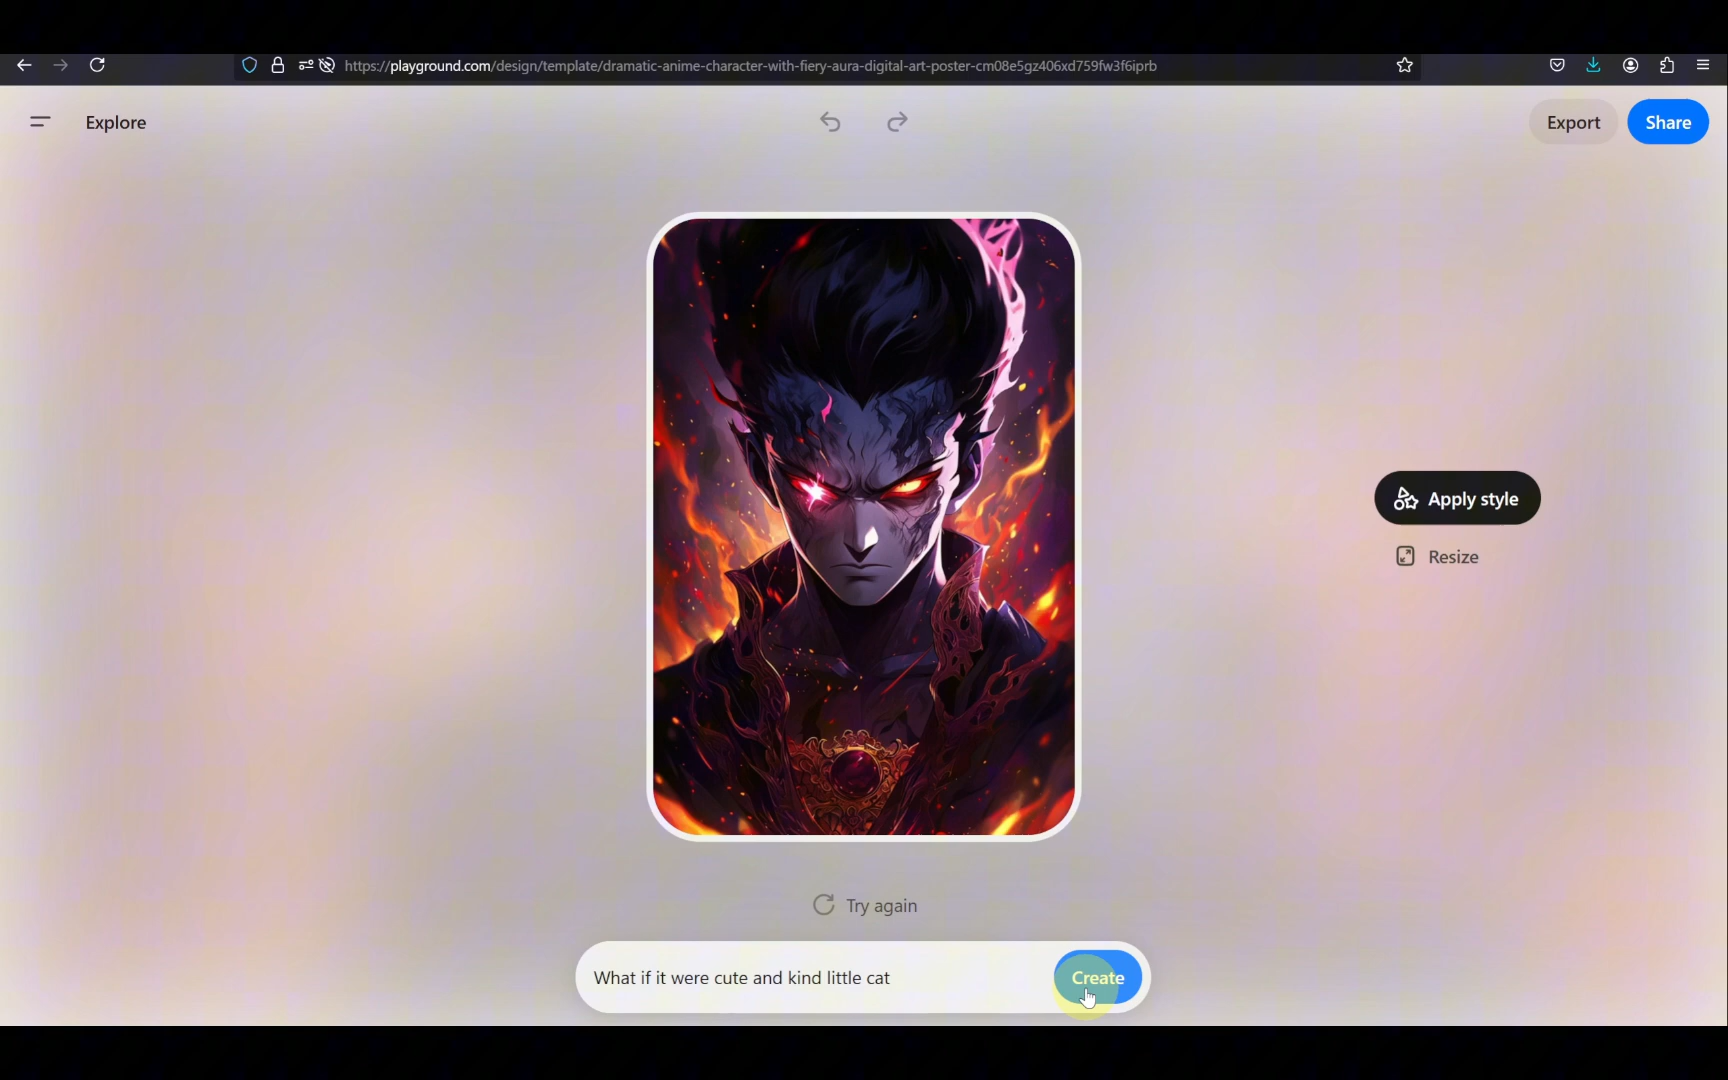 https://playground.com/design/template/dramatic-anime-character-with-fiery-aura-digital-art-poster-cm08e5gz406xd759fw3f6iprb
Explore
Export
Share
Apply style
Resize
Try again
What if it were cute and kind little cat
Create